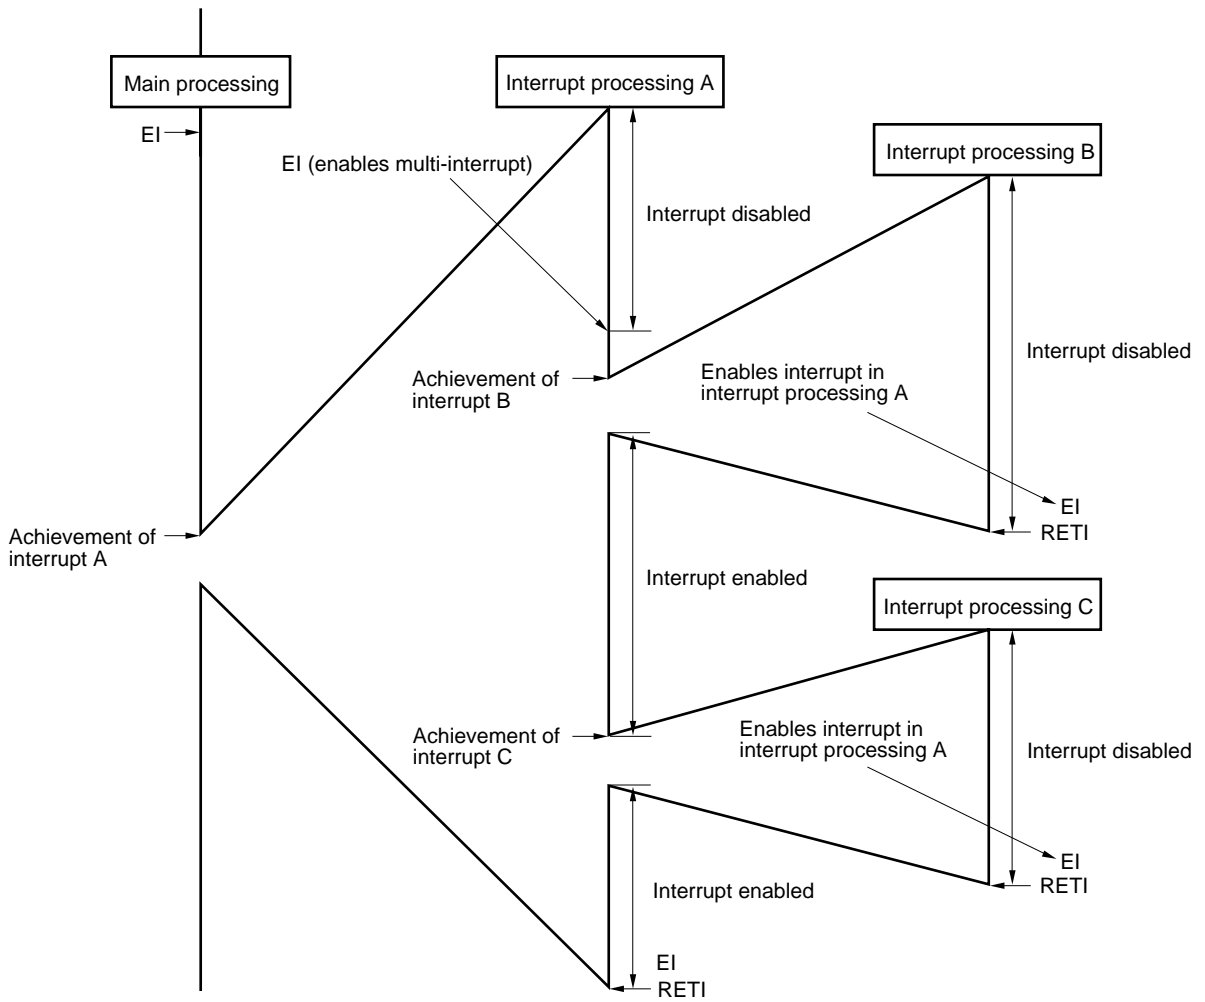 Main processing
Interrupt processing A
EI
Interrupt processing B
EI (enables multi-interrupt)
Interrupt disabled
Interrupt disabled
Achievement of
interrupt B
Enables interrupt in
interrupt processing A
EI
RETI
Achievement of
interrupt A
Interrupt enabled
Interrupt processing C
Achievement of
interrupt C
Enables interrupt in
interrupt processing A
Interrupt disabled
EI
RETI
Interrupt enabled
EI
RETI